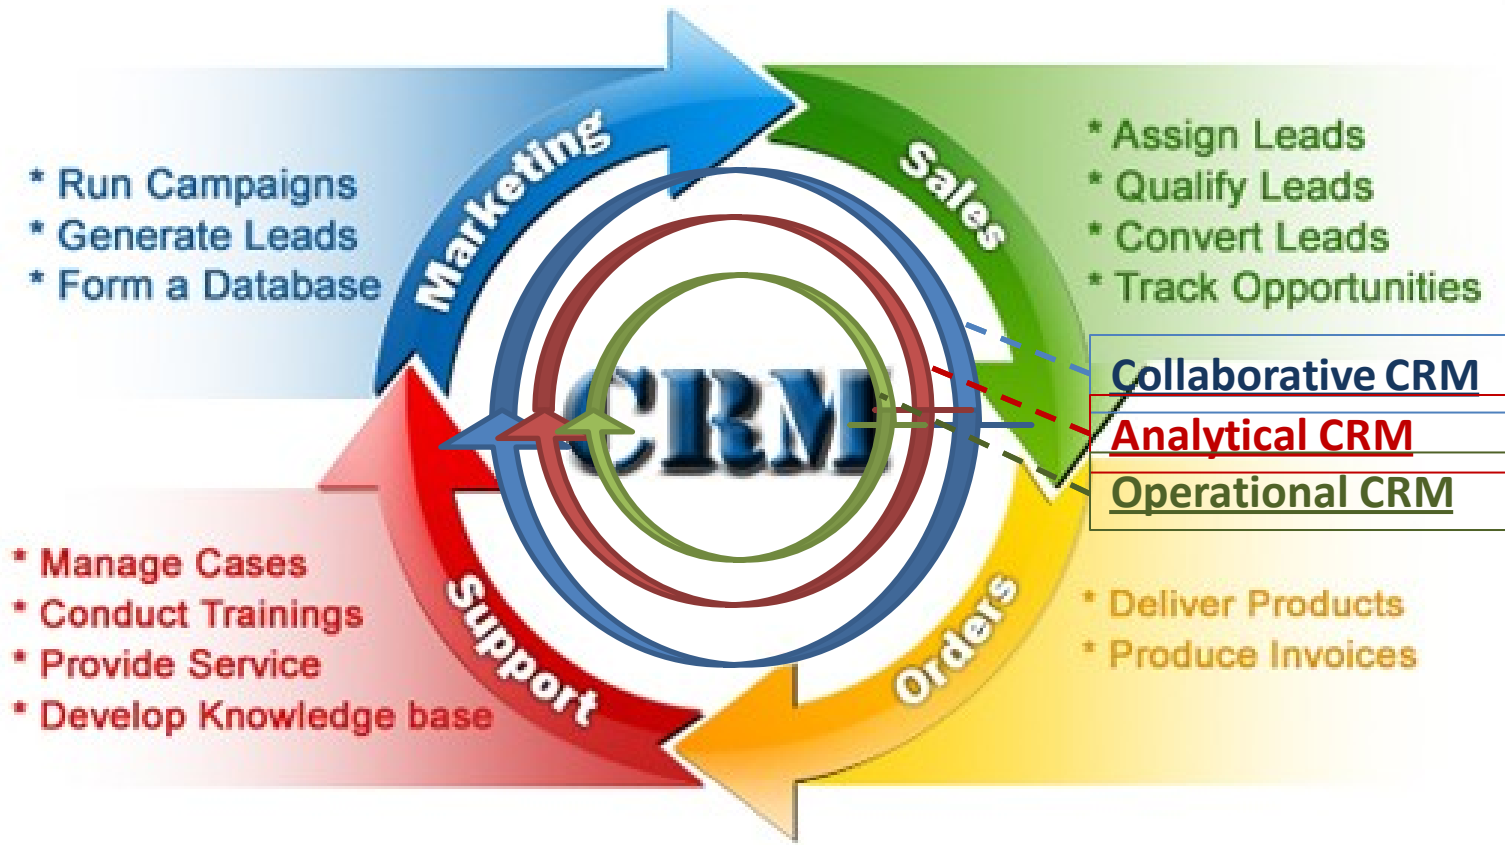 Marketing
* Run Campaigns
* Generate Leads
* Form a Database
Sales
* Assign Leads
* Qualify Leads
* Convert Leads
* Track Opportunities
CRM
Collaborative CRM
Analytical CRM
Operational CRM
Orders
* Deliver Products
* Produce Invoices
Support
* Manage Cases
* Conduct Trainings
* Provide Service
* Develop Knowledge base